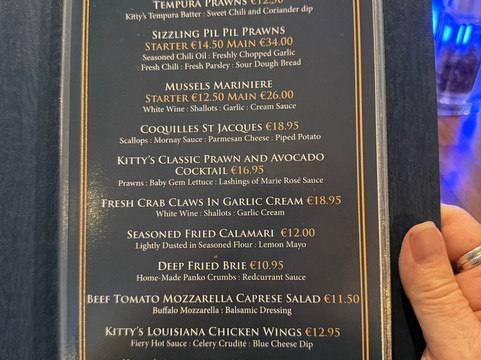 Tempura Prawns €12.50
Kitty's Tempura Batter : Sweet Chili and Coriander dip
Sizzling Pil Pil Prawns
Starter €14.50 Main €34.00
Seasoned Chili Oil : Freshly Chopped Garlic
: Fresh Chili : Fresh Parsley : Sour Dough Bread
Mussels Mariniere
Starter €12.50 Main €26.00
White Wine : Shallots : Garlic : Cream Sauce
Coquilles St Jacques €18.95
Scallops : Mornay Sauce : Parmesan Cheese : Piped Potato
Kitty's Classic Prawn and Avocado
Cocktail €16.95
Prawns : Baby Gem Lettuce : Lashings of Marie Rosé Sauce
Fresh Crab Claws In Garlic Cream €18.95
White Wine : Shallots : Garlic Cream
Seasoned Fried Calamari €12.00
Lightly Dusted in Seasoned Flour : Lemon Mayo
Deep Fried Brie €10.95
Home-Made Panko Crumbs : Redcurrant Sauce
Beef Tomato Mozzarella Caprese Salad €11.50
Buffalo Mozzarella : Balsamic Dressing
Kitty's Louisiana Chicken Wings €12.95
Fiery Hot Sauce : Celery Crudité : Blue Cheese Dip